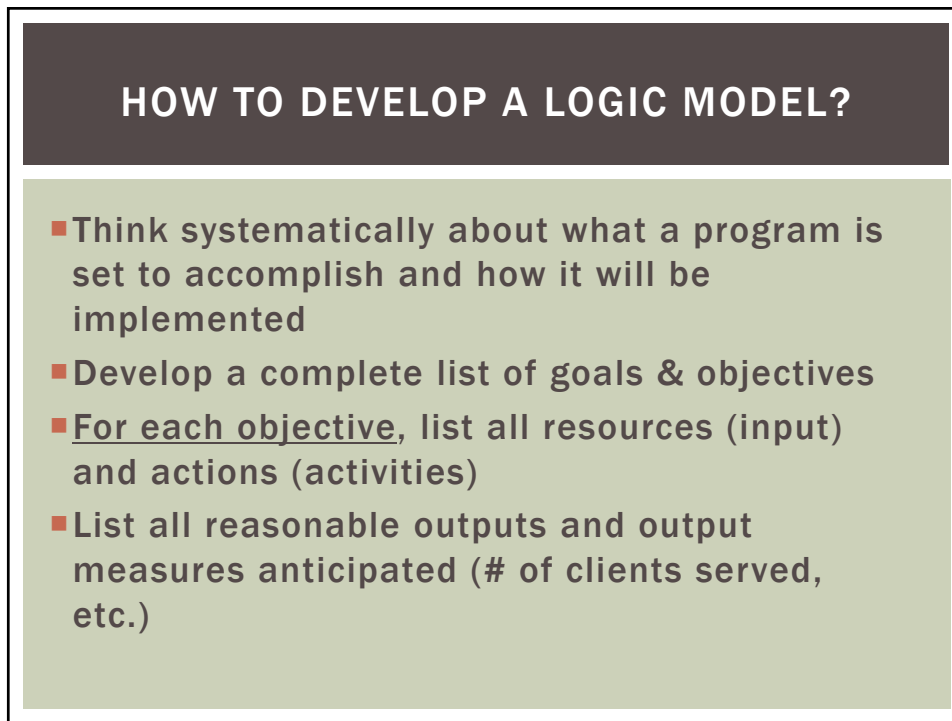 HOW TO DEVELOP A LOGIC MODEL?
▪Think systematically about what a program is
set to accomplish and how it will be
implemented
▪Develop a complete list of goals & objectives
▪For each objective, list all resources (input)
and actions (activities)
▪List all reasonable outputs and output
measures anticipated (# of clients served,
etc.)